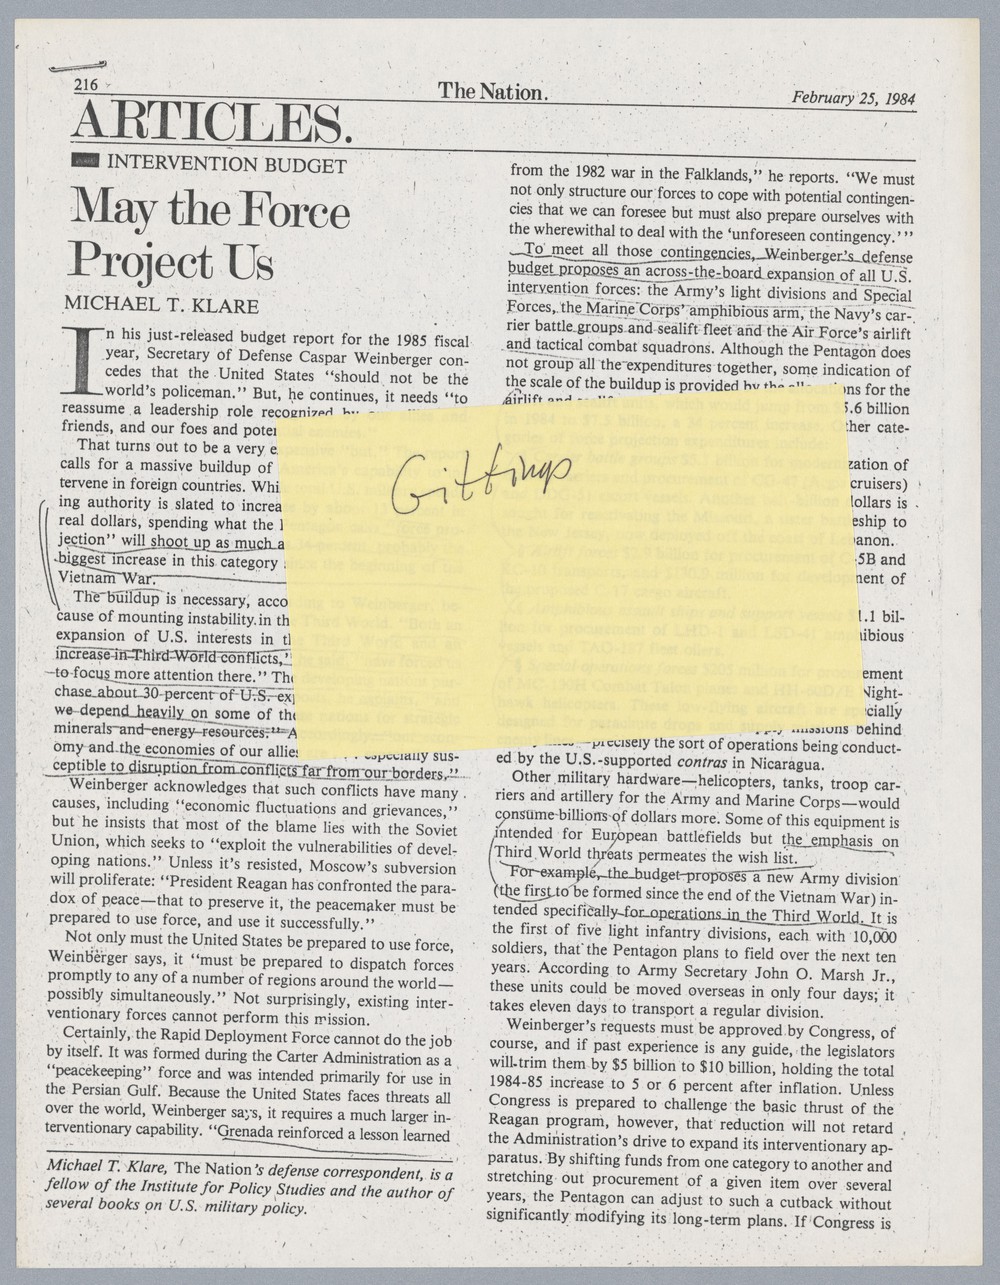 216
The Nation.
February 25, 1984
ARTICLES.
INTERVENTION BUDGET
May the Force
Project Us
MICHAEL T. KLARE
In his just-released budget report for the 1985 fiscal
year, Secretary of Defense Caspar Weinberger con-
cedes that the United States “should not be the
world’s policeman.” But, he continues, it needs “to
reassume a leadership role recognized by
friends, and our foes and poten
That turns out to be a very e
calls for a massive buildup of
tervene in foreign countries. Whi
ing authority is slated to increa
real dollars, spending what the
jection” will shoot up as much a
biggest increase in this category
Vietnam War.
The buildup is necessary, acco
cause of mounting instability in th
expansion of U.S. interests in t
increase in Third World conflicts,”
to focus more attention there.” The
chase about 30 percent of U.S. ex
we depend heavily on some of th
minerals and energy resources.” A
omy and the economies of our allies especially sus-
ceptible to disruption from conflicts far from our borders,”
Weinberger acknowledges that such conflicts have many
causes, including “economic fluctuations and grievances,”
but he insists that most of the blame lies with the Soviet
Union, which seeks to “exploit the vulnerabilities of devel-
oping nations.” Unless it’s resisted, Moscow’s subversion
will proliferate: “President Reagan has confronted the para-
dox of peace—that to preserve it, the peacemaker must be
prepared to use force, and use it successfully.”
Not only must the United States be prepared to use force,
Weinberger says, it “must be prepared to dispatch forces
promptly to any of a number of regions around the world—
possibly simultaneously.” Not surprisingly, existing inter-
ventionary forces cannot perform this mission.
Certainly, the Rapid Deployment Force cannot do the job
by itself. It was formed during the Carter Administration as a
“peacekeeping” force and was intended primarily for use in
the Persian Gulf. Because the United States faces threats all
over the world, Weinberger says, it requires a much larger in-
terventionary capability. “Grenada reinforced a lesson learned
Michael T. Klare, The Nation’s defense correspondent, is a
fellow of the Institute for Policy Studies and the author of
several books on U.S. military policy.
Gittings
from the 1982 war in the Falklands,” he reports. “We must
not only structure our forces to cope with potential contingen-
cies that we can foresee but must also prepare ourselves with
the wherewithal to deal with the ‘unforeseen contingency.’”
To meet all those contingencies, Weinberger’s defense
budget proposes an across-the-board expansion of all U.S.
intervention forces: the Army’s light divisions and Special
Forces, the Marine Corps’ amphibious arm, the Navy’s car-
rier battle groups and sealift fleet and the Air Force’s airlift
and tactical combat squadrons. Although the Pentagon does
not group all the expenditures together, some indication of
the scale of the buildup is provided by the ons for the
airlift and 5.6 billion
ther cate-
zation of
cruisers)
dollars is
eship to
anon.
-5B and
ment of
1.1 bil-
hibious
ement
Night-
cially
missions behind
precisely the sort of operations being conduct-
ed by the U.S.-supported contras in Nicaragua.
Other military hardware—helicopters, tanks, troop car-
riers and artillery for the Army and Marine Corps—would
consume billions of dollars more. Some of this equipment is
intended for European battlefields but the emphasis on
Third World threats permeates the wish list.
For example, the budget proposes a new Army division
(the first to be formed since the end of the Vietnam War) in-
tended specifically for operations in the Third World. It is
the first of five light infantry divisions, each with 10,000
soldiers, that the Pentagon plans to field over the next ten
years. According to Army Secretary John O. Marsh Jr.,
these units could be moved overseas in only four days; it
takes eleven days to transport a regular division.
Weinberger’s requests must be approved by Congress, of
course, and if past experience is any guide, the legislators
will trim them by $5 billion to $10 billion, holding the total
1984-85 increase to 5 or 6 percent after inflation. Unless
Congress is prepared to challenge the basic thrust of the
Reagan program, however, that reduction will not retard
the Administration’s drive to expand its interventionary ap-
paratus. By shifting funds from one category to another and
stretching out procurement of a given item over several
years, the Pentagon can adjust to such a cutback without
significantly modifying its long-term plans. If Congress is